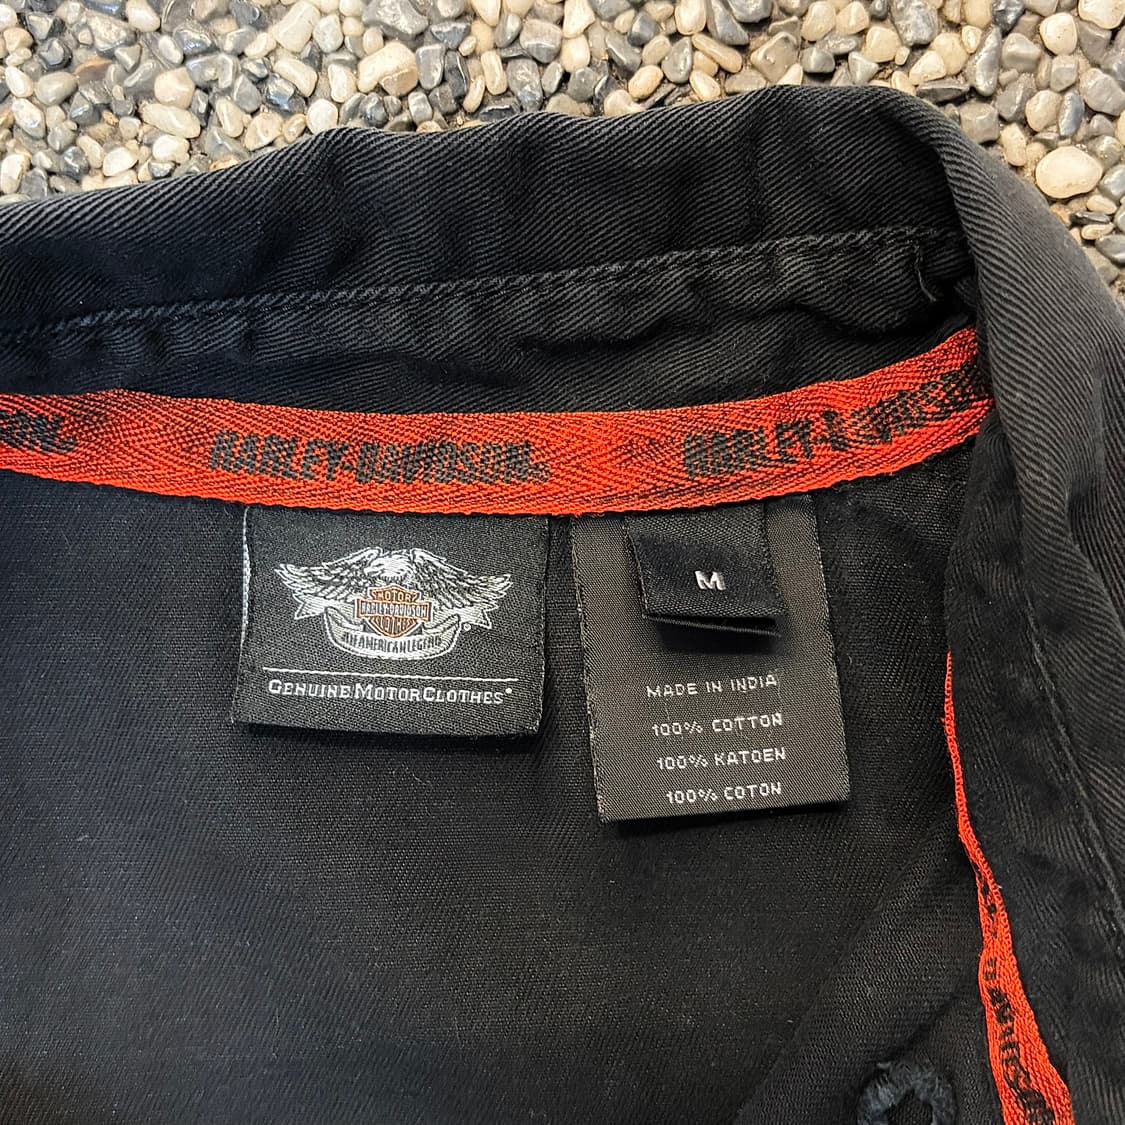 HARLEY-DAVIDSON
HARLEY-DAVIDSON
MOTOR
HARLEY-DAVIDSON
CLOTHES
AN AMERICAN LEGEND
GENUINE MOTORCLOTHES®
M
MADE IN INDIA
100% COTTON
100% KATOEN
100% COTON